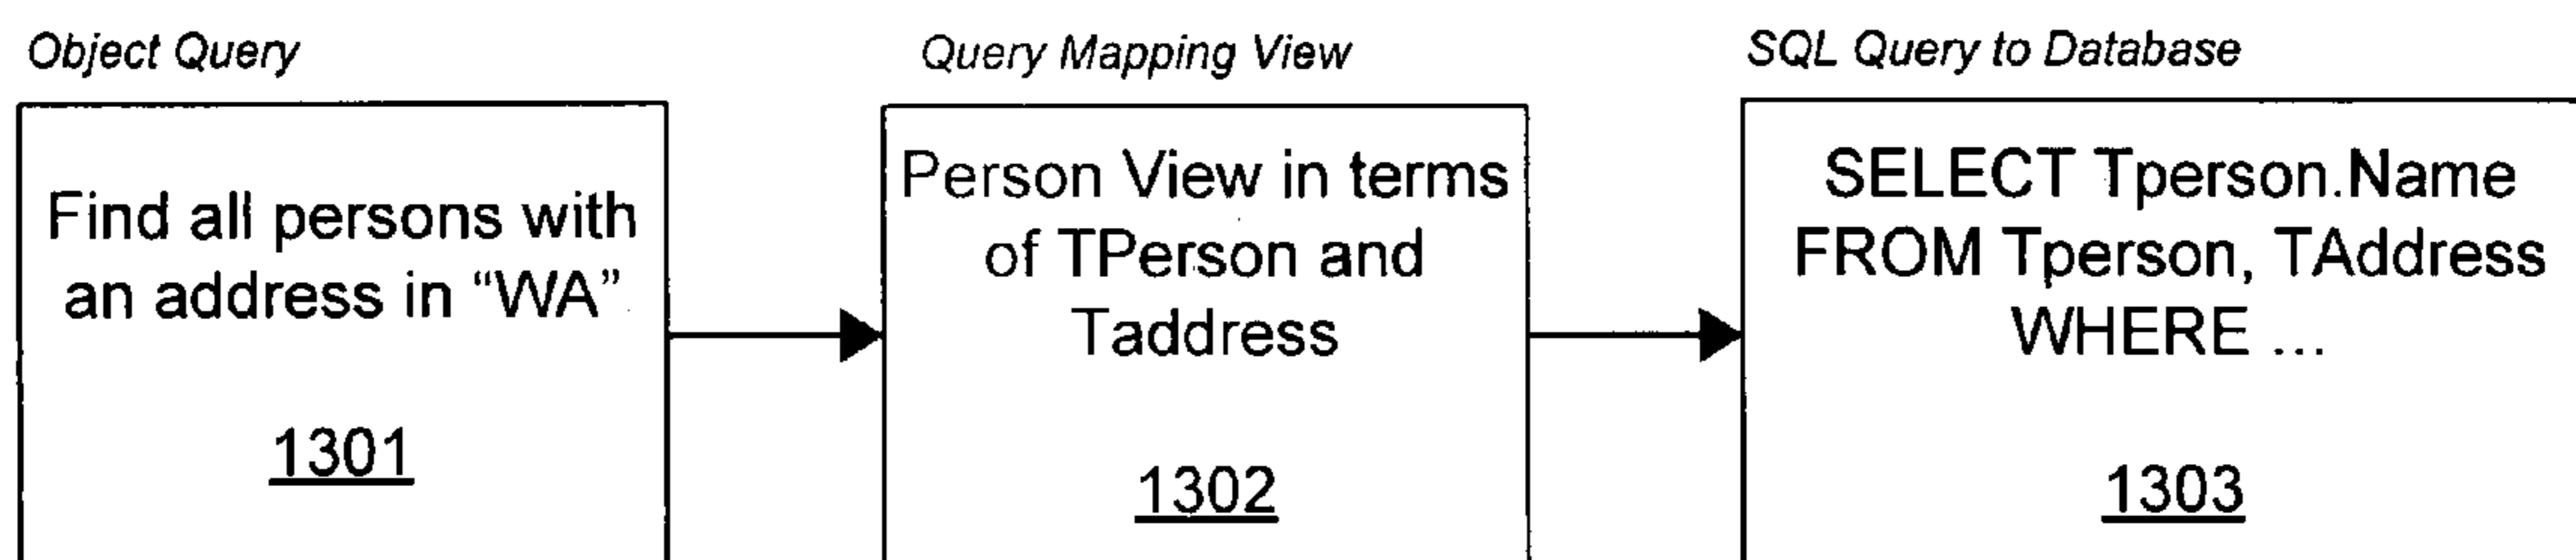 Object Query
Find all persons with
an address in “WA”
1301
Query Mapping View
Person View in terms
of TPerson and
Taddress
1302
SQL Query to Database
SELECT Tperson.Name
FROM Tperson, TAddress
WHERE ...
1303